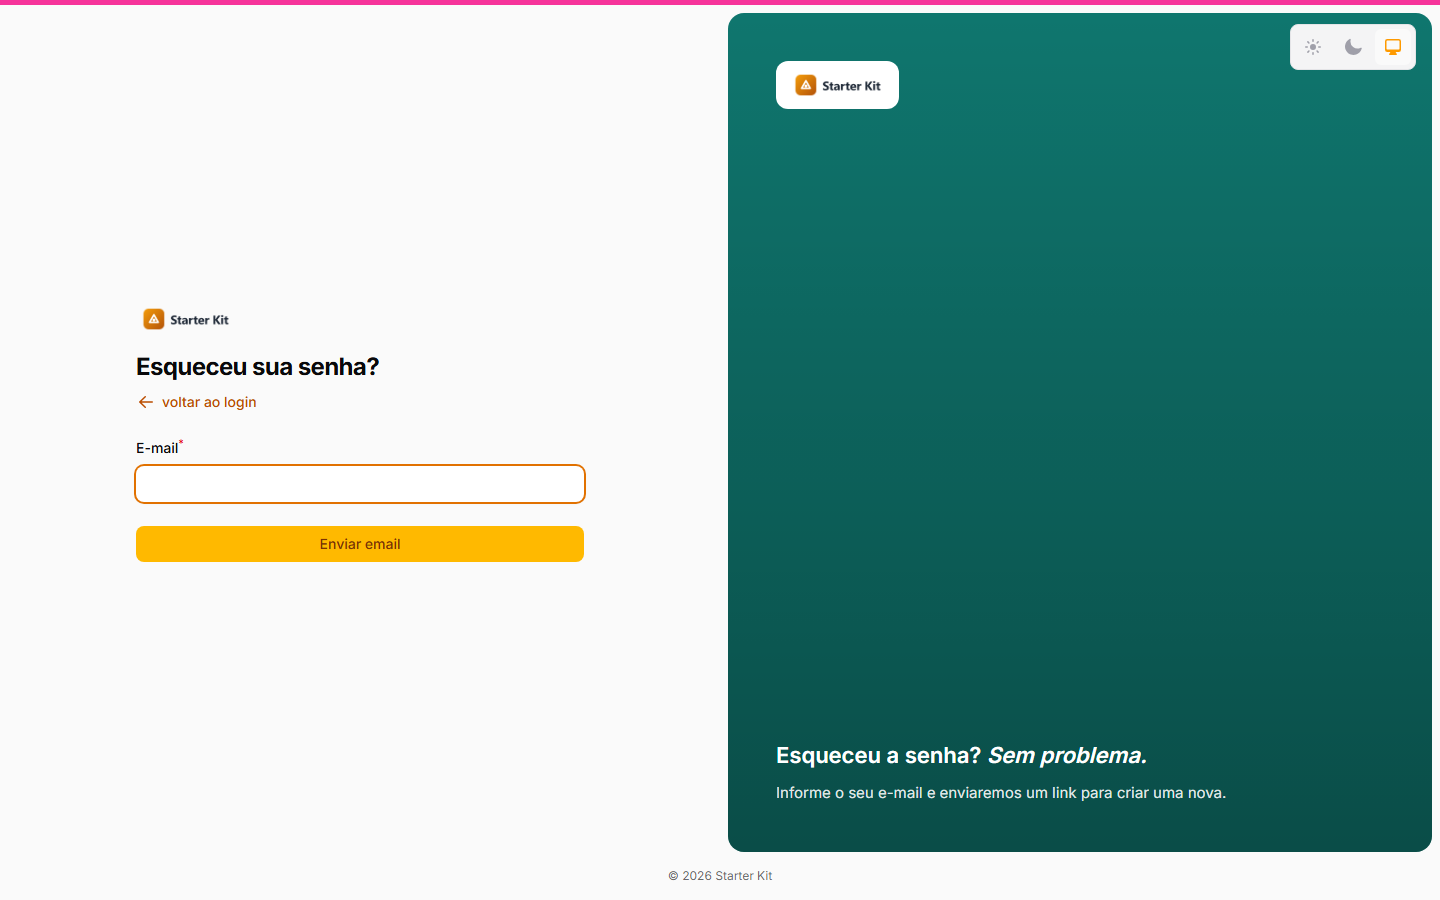 Starter Kit
Esqueceu sua senha?
voltar ao login
E-mail*
Enviar email
Starter Kit
Esqueceu a senha? Sem problema.
Informe o seu e-mail e enviaremos um link para criar uma nova.
© 2026 Starter Kit